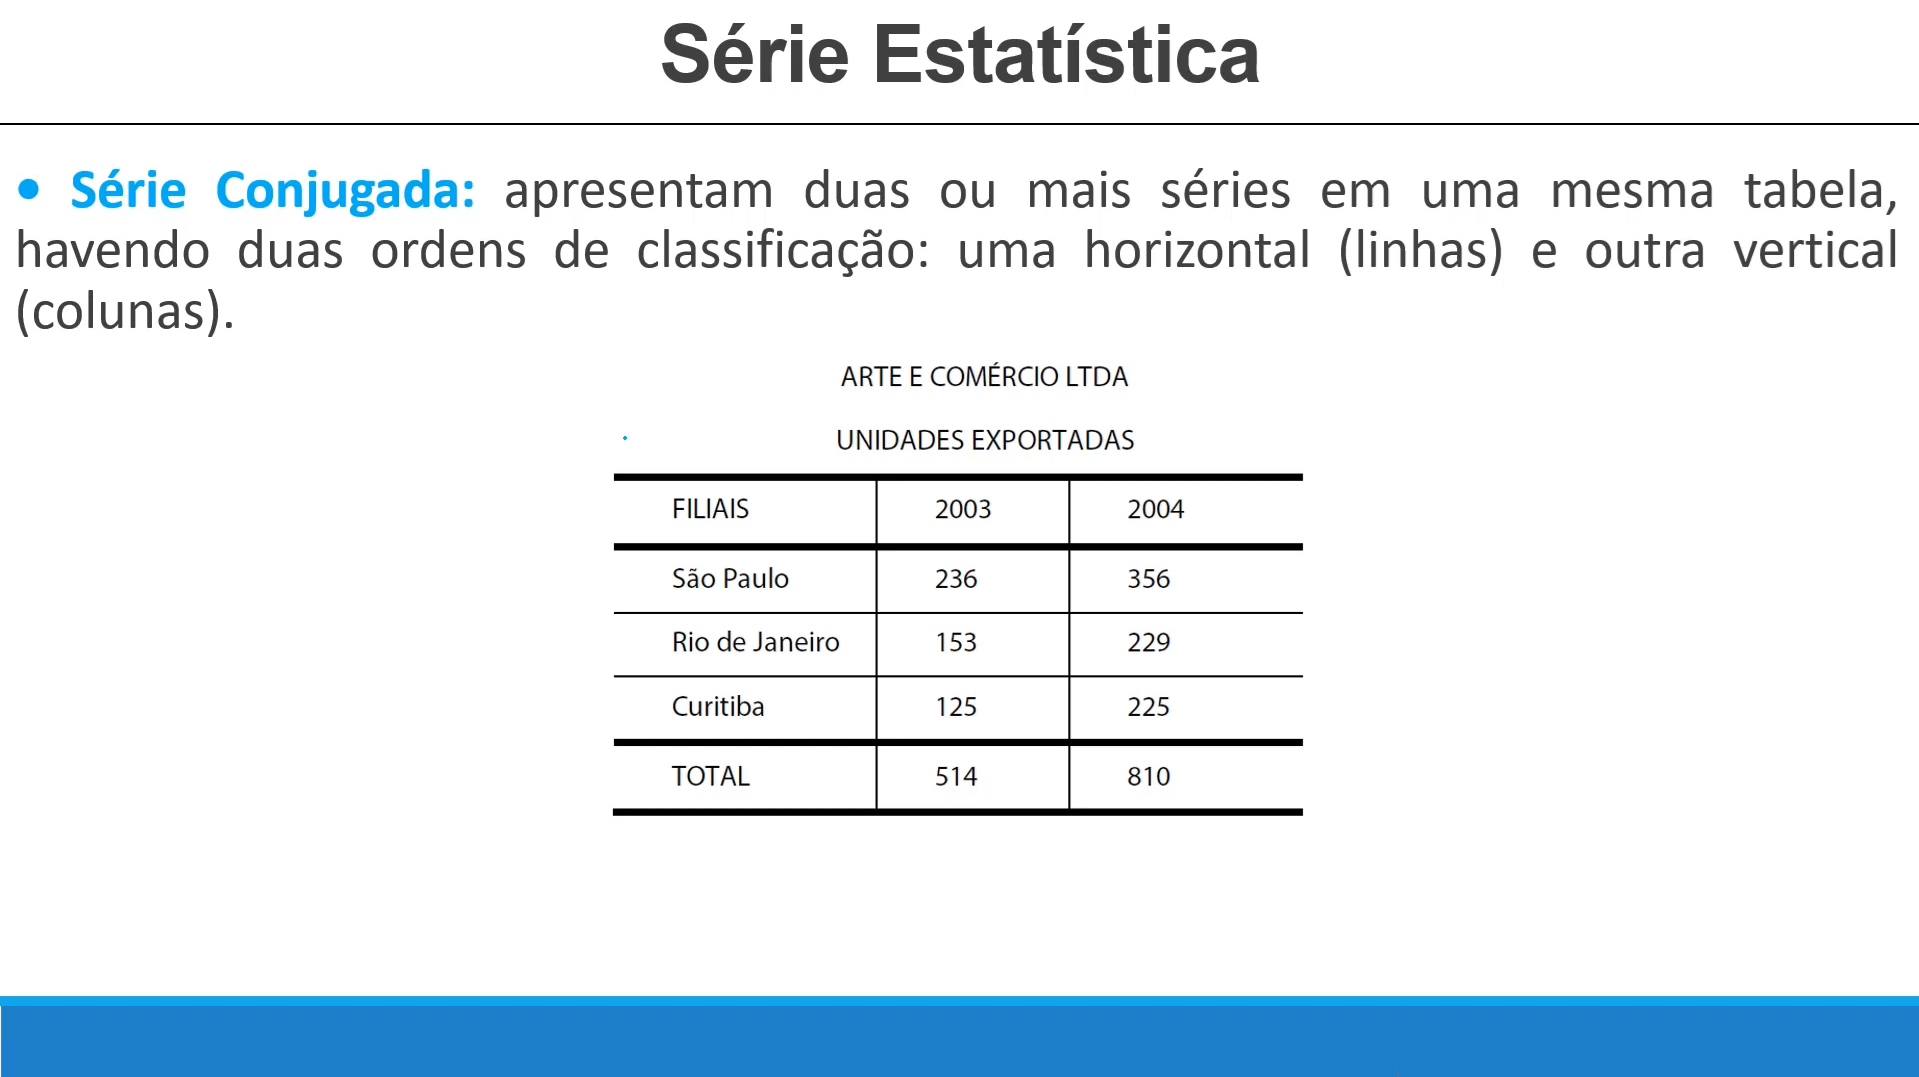 Série Estatística
• Série Conjugada: apresentam duas ou mais séries em uma mesma tabela,
havendo duas ordens de classificação: uma horizontal (linhas) e outra vertical
(colunas).
ARTE E COMÉRCIO LTDA
UNIDADES EXPORTADAS
FILIAIS 2003 2004
São Paulo 236 356
Rio de Janeiro 153 229
Curitiba 125 225
TOTAL 514 810